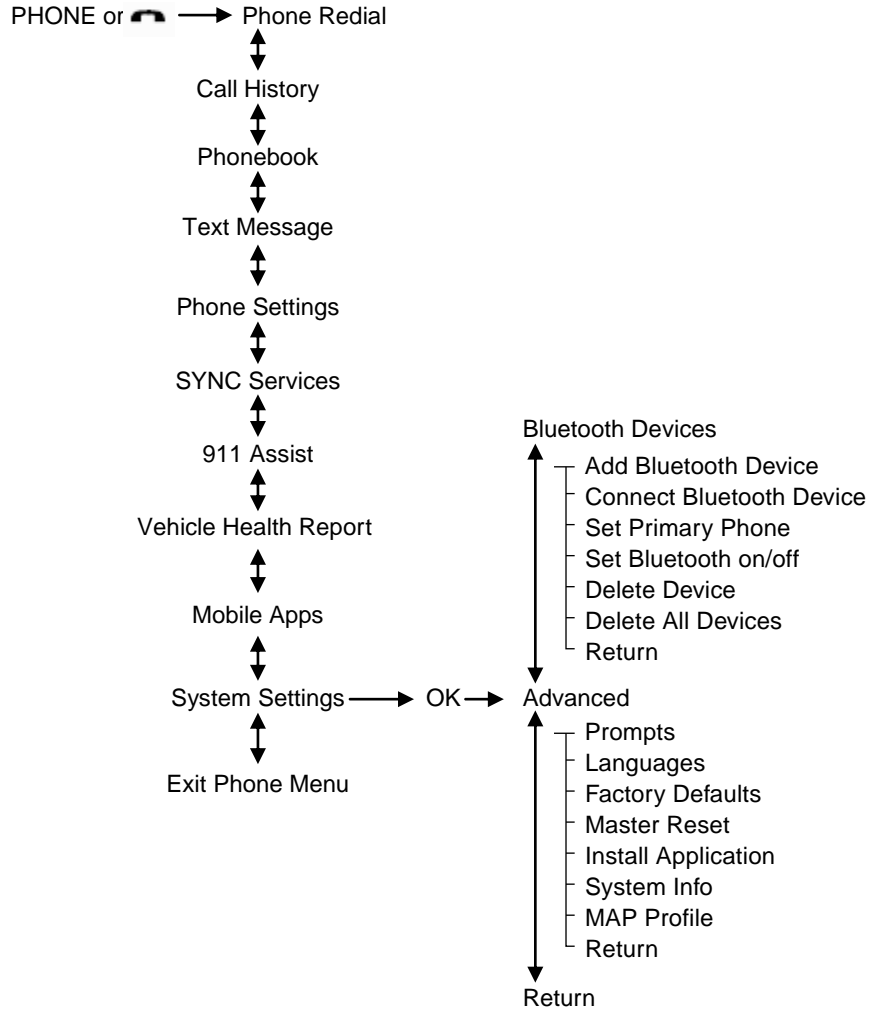 PHONE or
Phone Redial
Call History
Phonebook
Text Message
Phone Settings
SYNC Services
911 Assist
Vehicle Health Report
Mobile Apps
System Settings
OK
Exit Phone Menu
Bluetooth Devices
Add Bluetooth Device
Connect Bluetooth Device
Set Primary Phone
Set Bluetooth on/off
Delete Device
Delete All Devices
Return
Advanced
Prompts
Languages
Factory Defaults
Master Reset
Install Application
System Info
MAP Profile
Return
Return